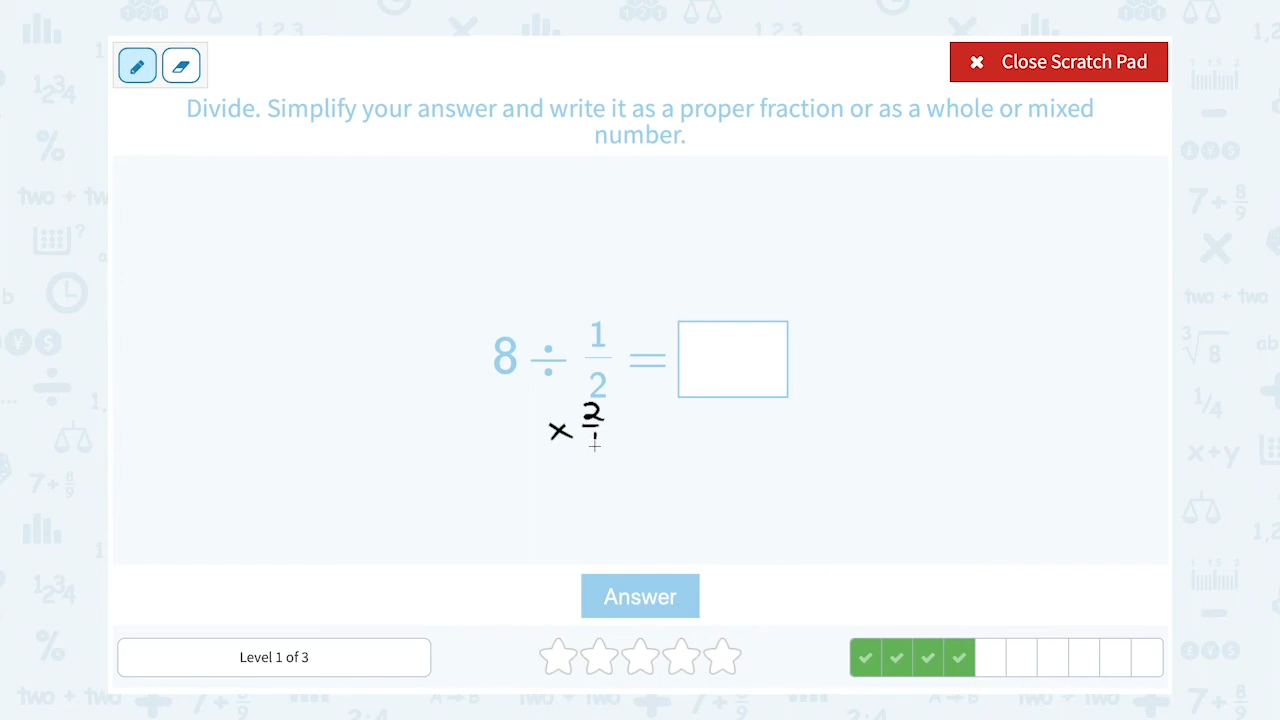 Close Scratch Pad
Divide. Simplify your answer and write it as a proper fraction or as a whole or mixed
number.
8 ÷ 1/2 =
× 2/1
Answer
Level 1 of 3